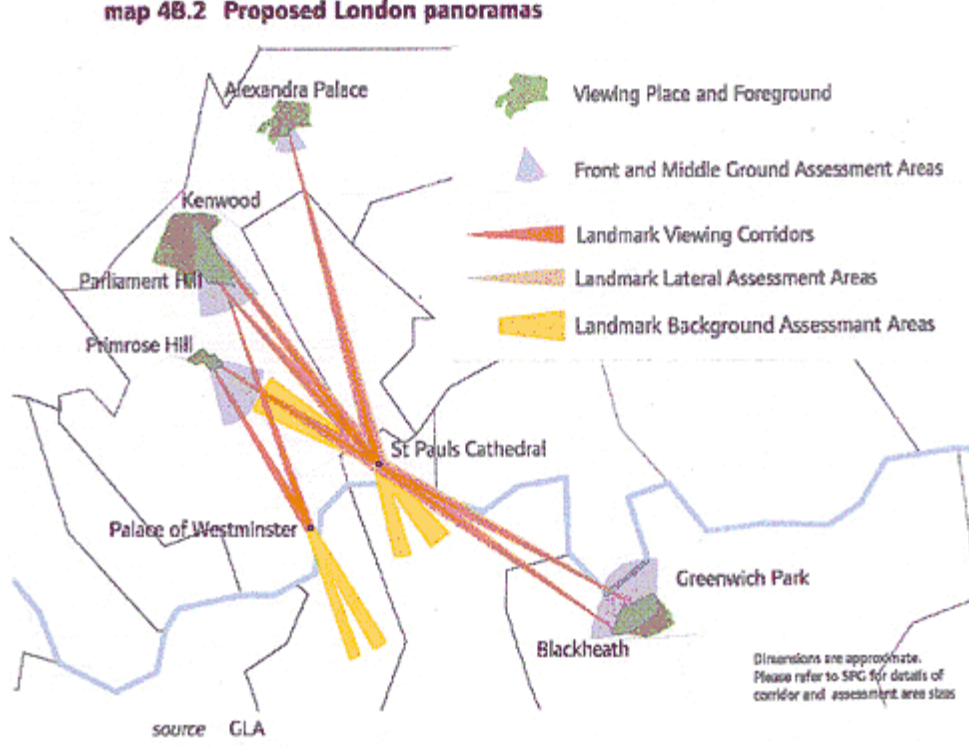 map 4B.2 Proposed London panoramas
Alexandra Palace
Viewing Place and Foreground
Front and Middle Ground Assessment Areas
Kenwood
Landmark Viewing Corridors
Parliament Hill
Landmark Lateral Assessment Areas
Landmark Background Assessmant Areas
Primrose Hill
St Pauls Cathedral
Palace of Westminster
Greenwich Park
Blackheath
Dimensions are approximate.
Please refer to SPG for details of
corridor and assessment area sizes
source GLA